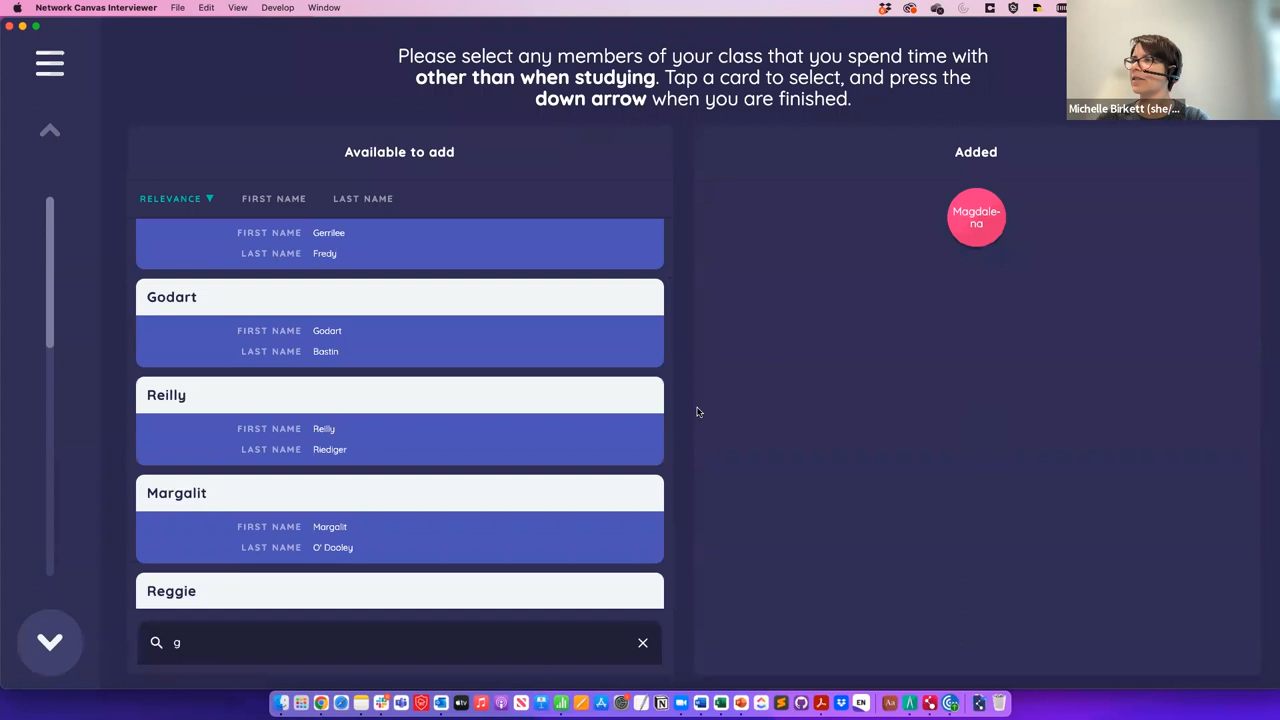 Network Canvas Interviewer File Edit View Develop Window
Please select any members of your class that you spend time with
other than when studying. Tap a card to select, and press the
down arrow when you are finished.
Michelle Birkett (she/...
Available to add
RELEVANCE ▼ FIRST NAME LAST NAME
FIRST NAME Gerrilee
LAST NAME Fredy
Godart
FIRST NAME Godart
LAST NAME Bastin
Reilly
FIRST NAME Reilly
LAST NAME Riediger
Margalit
FIRST NAME Margalit
LAST NAME O' Dooley
Reggie
g
Added
Magdale-
na
EN